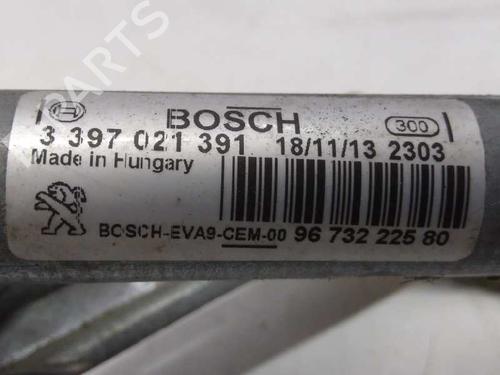 BOSCH
300
3 397 021 391 18/11/13 2303
Made in Hungary
BOSCH-EVA9-CEM-00 96 732 225 80
PARTS